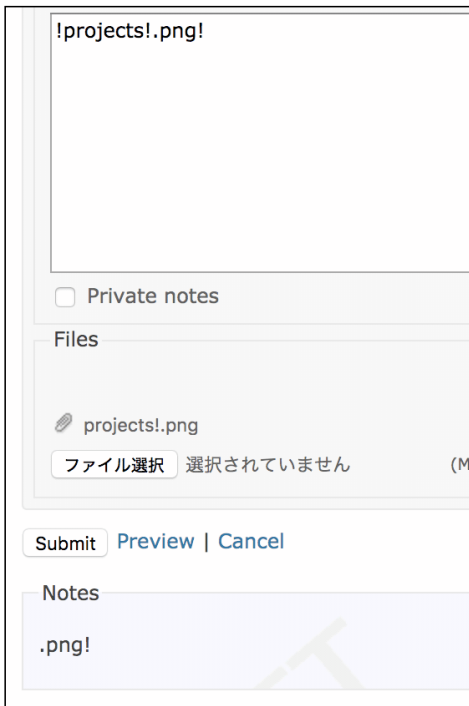 !projects!.png!
Private notes
Files
projects!.png
ファイル選択 選択されていません (M
Submit Preview | Cancel
Notes
.png!